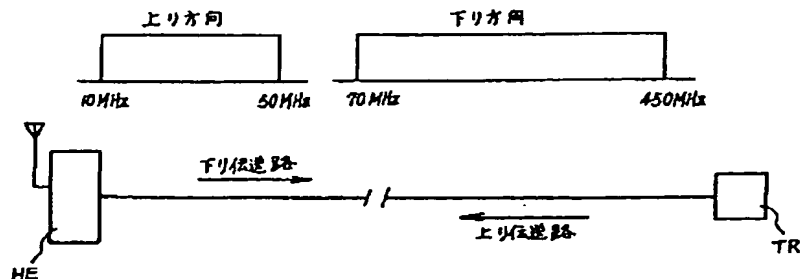 上り方向
下り方向
10MHz
50MHz
70MHz
450MHz
下り伝送路
上り伝送路
HE
TR